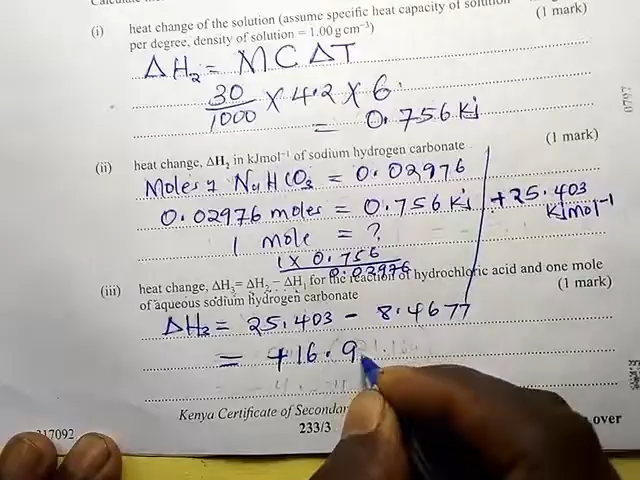 (i) heat change of the solution (assume specific heat capacity of solution
per degree, density of solution = 1.00 g cm⁻³)
(1 mark)
ΔH₂ = MCΔT
30/1000 × 4.2 × 6
= 0.756 Kj
(ii) heat change, ΔH₂ in kJmol⁻¹ of sodium hydrogen carbonate (1 mark)
Moles of NaHCO₃ = 0.02976
0.02976 moles = 0.756 Kj
+25.403
KJmol⁻¹
1 mole = ?
1 × 0.756
0.02976
(iii) heat change, ΔH₃= ΔH₂ − ΔH₁ for the reaction of hydrochloric acid and one mole
of aqueous sodium hydrogen carbonate (1 mark)
ΔH₃ = 25.403 − 8.4677
= +16.9
Kenya Certificate of Secondar
233/3
over
17092
0797